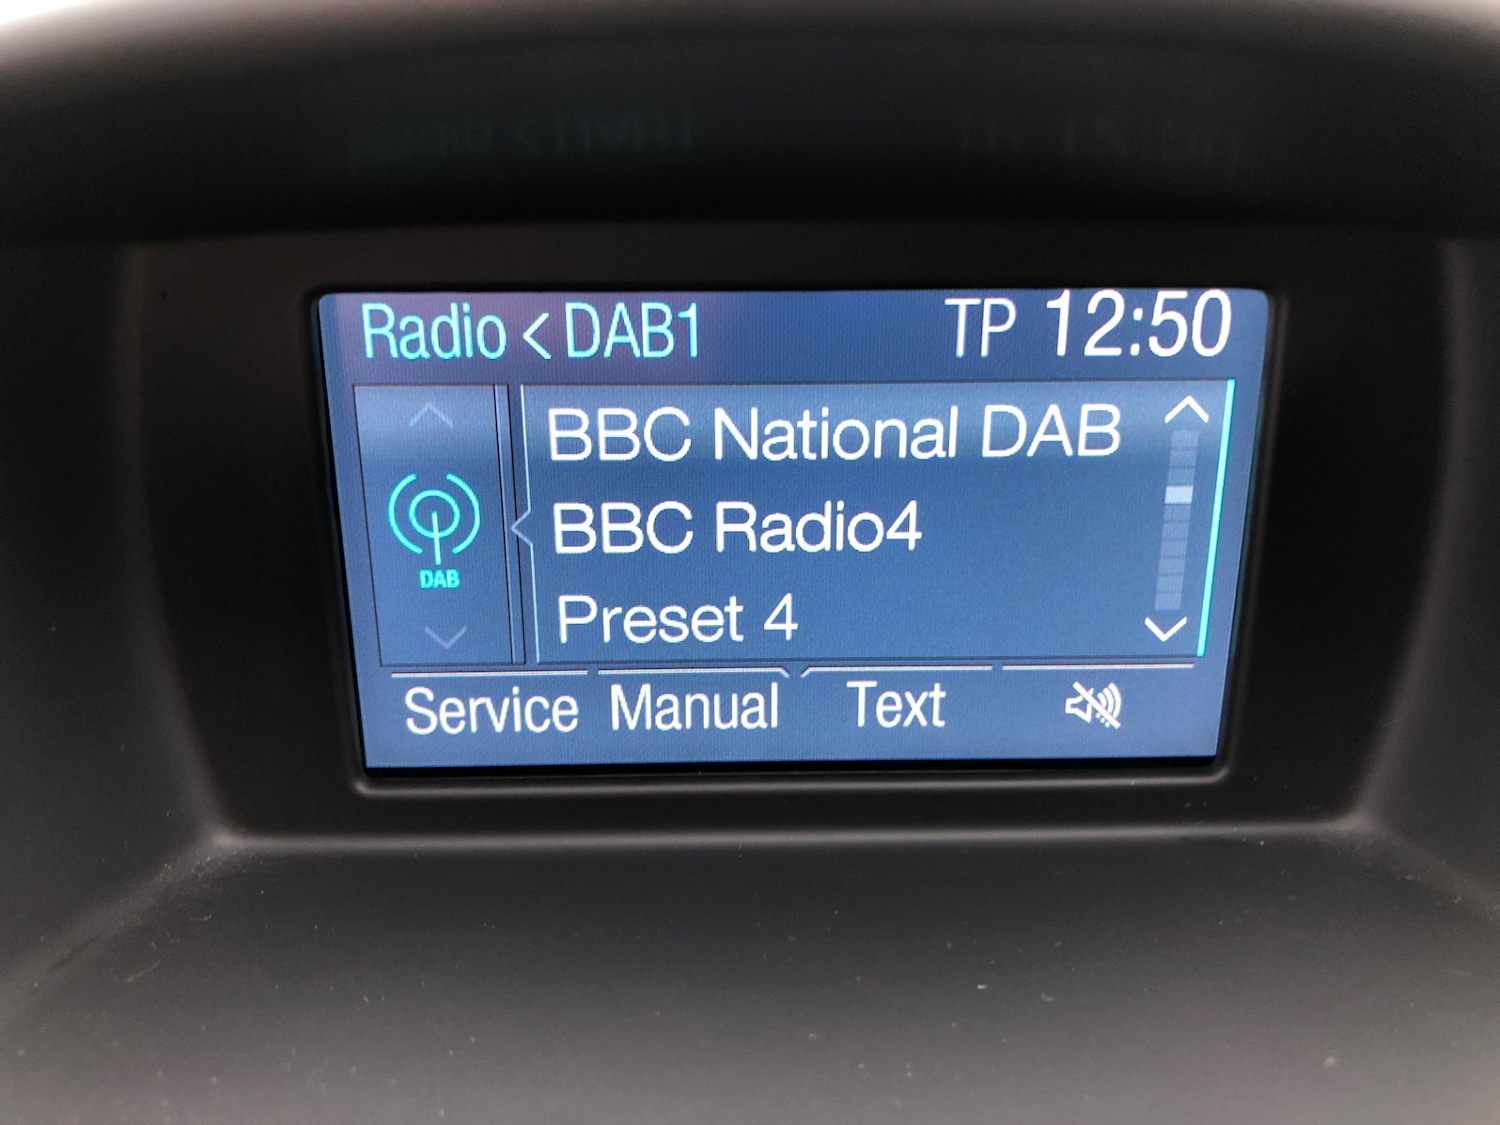 Radio < DAB1 TP 12:50
BBC National DAB
BBC Radio4
DAB
Preset 4
Service Manual Text